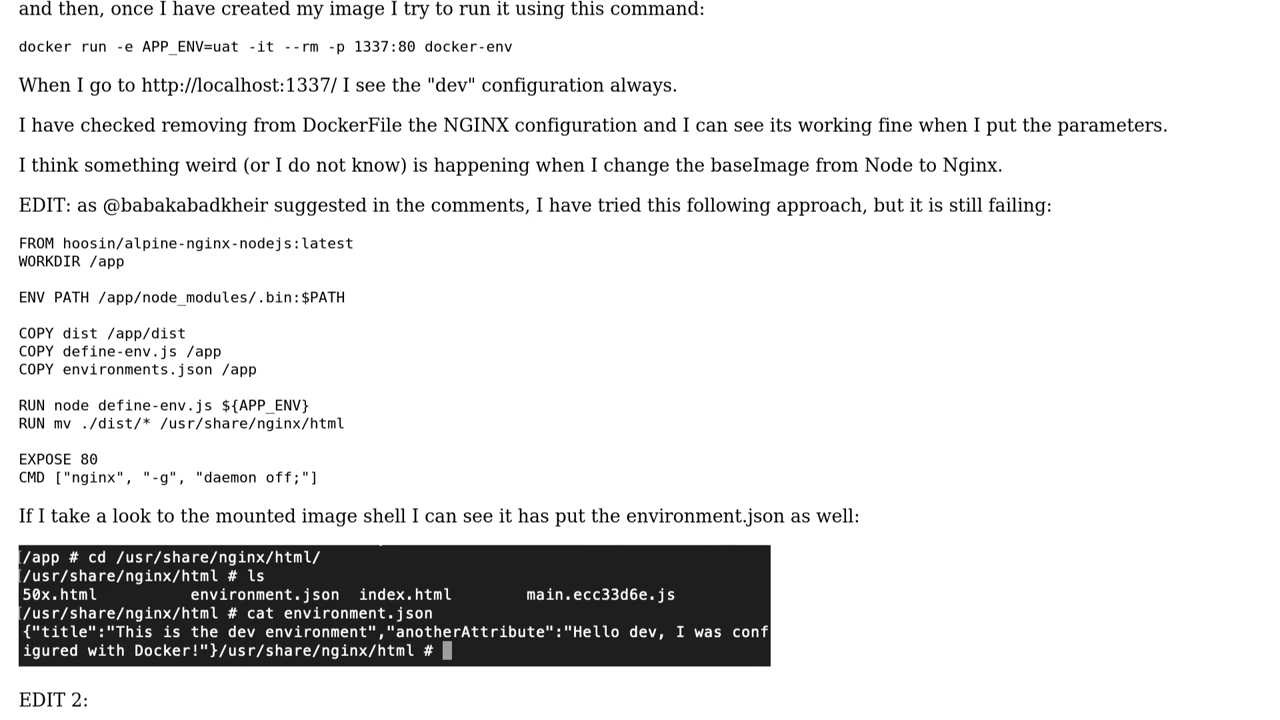 and then, once I have created my image I try to run it using this command:
docker run -e APP_ENV=uat -it --rm -p 1337:80 docker-env
When I go to http://localhost:1337/ I see the "dev" configuration always.
I have checked removing from DockerFile the NGINX configuration and I can see its working fine when I put the parameters.
I think something weird (or I do not know) is happening when I change the baseImage from Node to Nginx.
EDIT: as @babakabadkheir suggested in the comments, I have tried this following approach, but it is still failing:
FROM hoosin/alpine-nginx-nodejs:latest
WORKDIR /app
ENV PATH /app/node_modules/.bin:$PATH
COPY dist /app/dist
COPY define-env.js /app
COPY environments.json /app
RUN node define-env.js ${APP_ENV}
RUN mv ./dist/* /usr/share/nginx/html
EXPOSE 80
CMD ["nginx", "-g", "daemon off;"]
If I take a look to the mounted image shell I can see it has put the environment.json as well:
[/app # cd /usr/share/nginx/html/
[/usr/share/nginx/html # ls
50x.html environment.json index.html main.ecc33d6e.js
[/usr/share/nginx/html # cat environment.json
{"title":"This is the dev environment","anotherAttribute":"Hello dev, I was conf
igured with Docker!"}/usr/share/nginx/html #
EDIT 2: